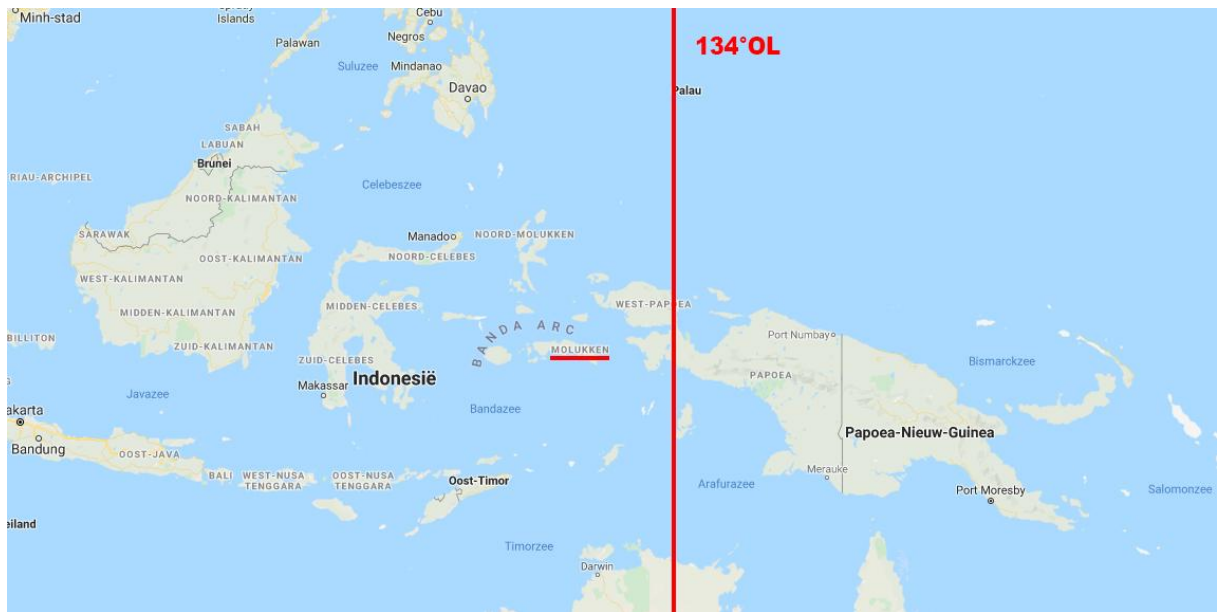 Minh-stad
Spratly
Islands
Palawan
Cebu
Negros
Suluzee
Mindanao
Davao
134°OL
Palau
SABAH
LABUAN
Brunei
RIAU-ARCHIPEL
Celebeszee
NOORD-KALIMANTAN
SARAWAK
Manado
NOORD-MOLUKKEN
NOORD-CELEBES
OOST-KALIMANTAN
WEST-KALIMANTAN
MIDDEN-CELEBES
WEST-PAPOEA
MIDDEN-KALIMANTAN
BANDA ARC
Port Numbay
BILLITON
ZUID-KALIMANTAN
MOLUKKEN
ZUID-CELEBES
Bismarckzee
PAPOEA
Makassar
Indonesië
Javazee
Bandazee
akarta
Papoea-Nieuw-Guinea
Bandung
OOST-JAVA
BALI
WEST-NUSA
TENGGARA
OOST-NUSA
TENGGARA
Oost-Timor
Merauke
Arafurazee
Port Moresby
Salomonzee
eiland
Timorzee
Darwin